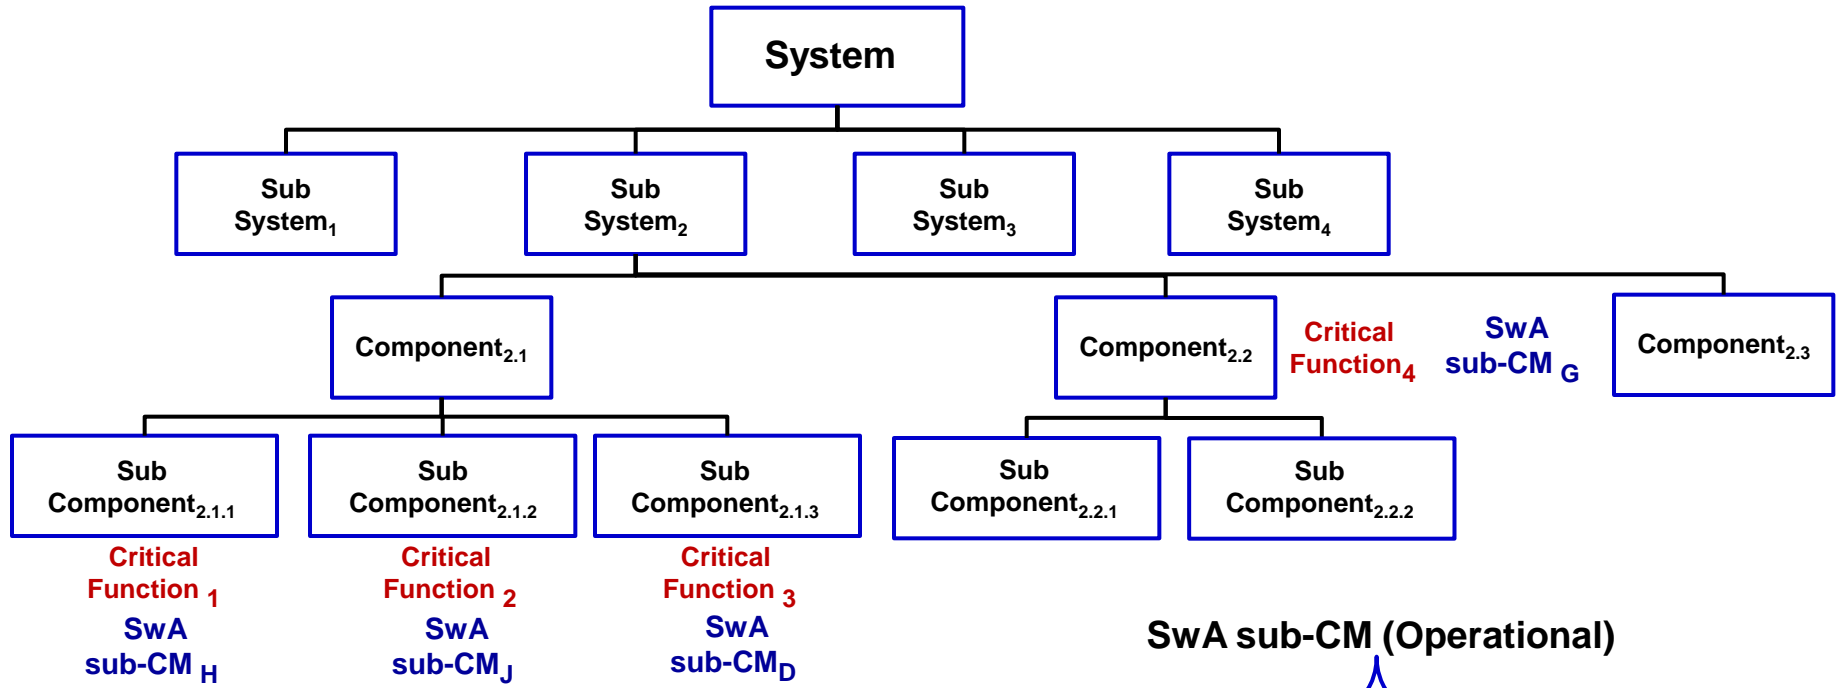 System
Sub
System1
Sub
System2
Sub
System3
Sub
System4
Component2.1
Component2.2
Critical
Function4
SwA
sub-CM G
Component2.3
Sub
Component2.1.1
Sub
Component2.1.2
Sub
Component2.1.3
Sub
Component2.2.1
Sub
Component2.2.2
Critical
Function 1
SwA
sub-CM H
Critical
Function 2
SwA
sub-CMJ
Critical
Function 3
SwA
sub-CMD
SwA sub-CM (Operational)